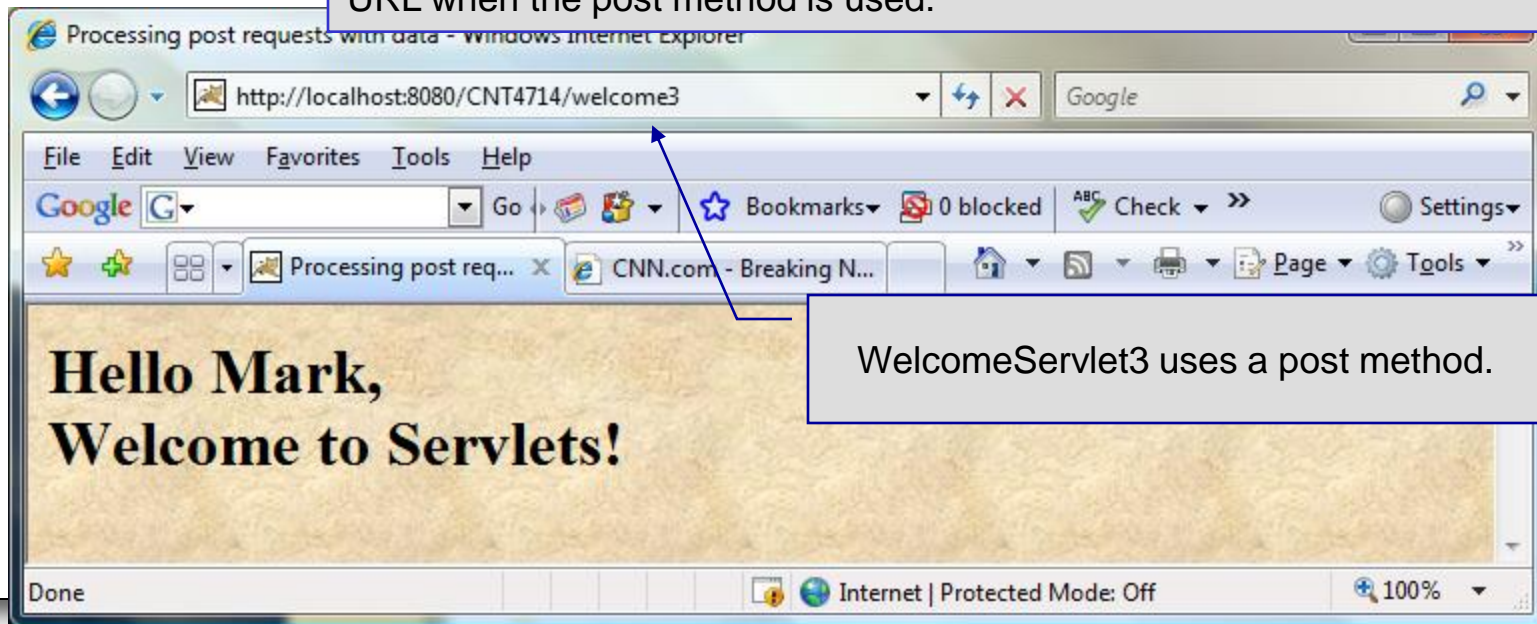 URL when the post method is used.
Processing post requests with data - Windows Internet Explorer
http://localhost:8080/CNT4714/welcome3
Google
File Edit View Favorites Tools Help
Google G Go Bookmarks 0 blocked ABC Check » Settings
Processing post req... CNN.com - Breaking N... Page Tools »
Hello Mark,
WelcomeServlet3 uses a post method.
Welcome to Servlets!
Done Internet | Protected Mode: Off 100%